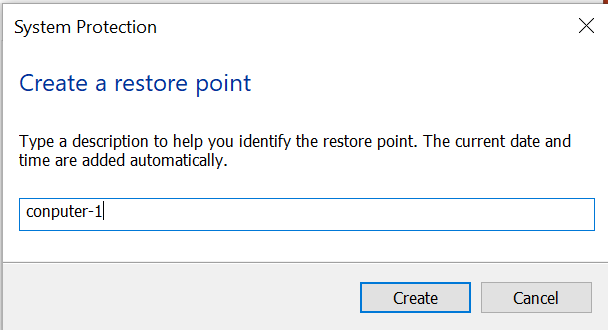 System Protection
Create a restore point
Type a description to help you identify the restore point. The current date and
time are added automatically.
conputer-1
Create
Cancel